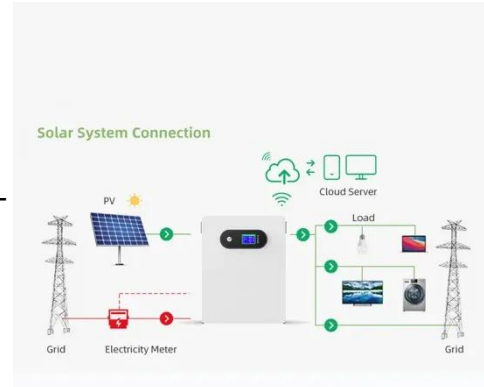 Solar System Connection
Cloud Server
PV
Load
Grid
Electricity Meter
Grid